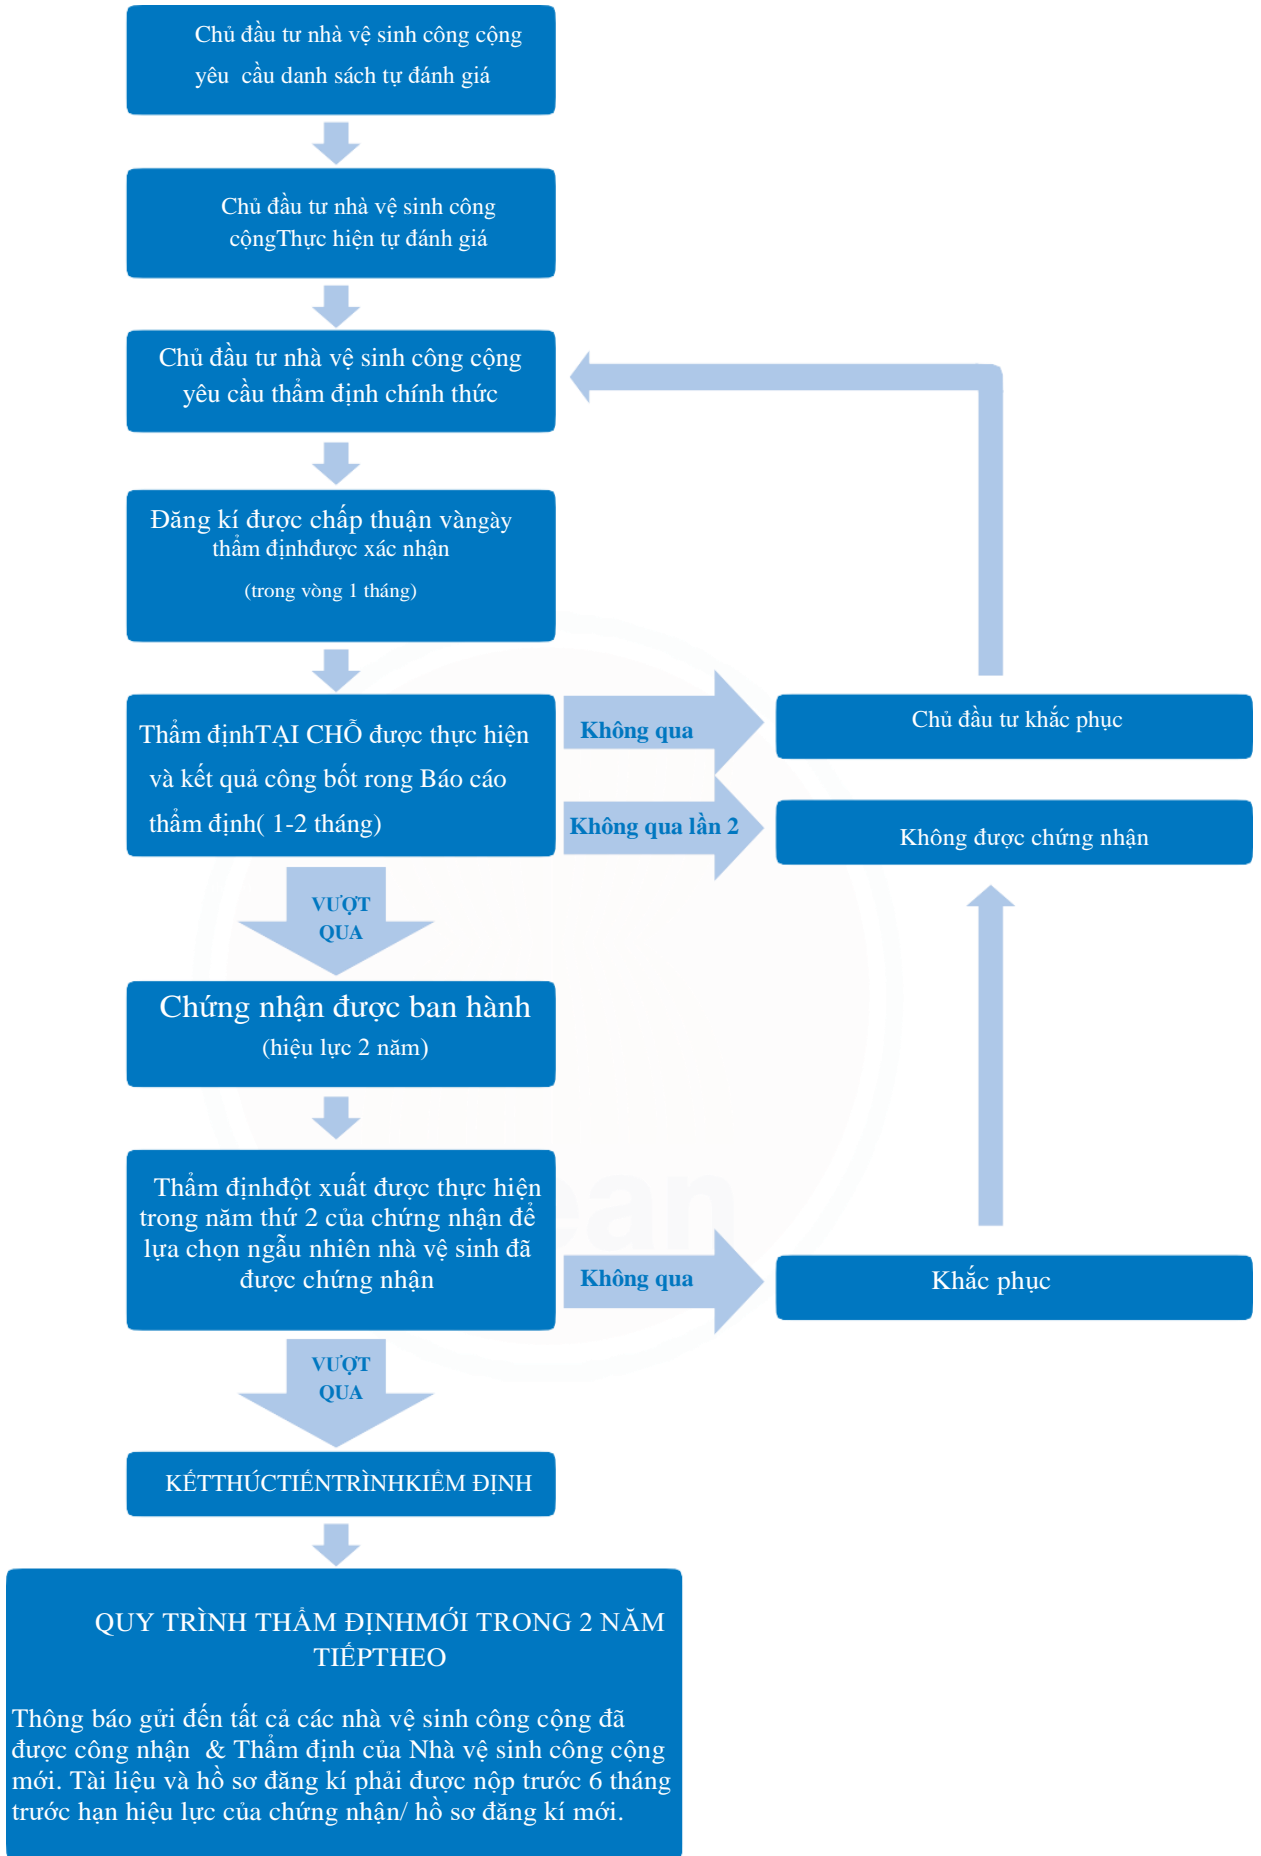 Chủ đầu tư nhà vệ sinh công cộng
yêu cầu danh sách tự đánh giá
Chủ đầu tư nhà vệ sinh công
cộngThực hiện tự đánh giá
Chủ đầu tư nhà vệ sinh công cộng
yêu cầu thẩm định chính thức
Đăng kí được chấp thuận vàngày
thẩm địnhđược xác nhận
(trong vòng 1 tháng)
Thẩm địnhTẠI CHỖ được thực hiện
và kết quả công bốt rong Báo cáo
thẩm định( 1-2 tháng)
Không qua
Chủ đầu tư khắc phục
Không qua lần 2
Không được chứng nhận
VƯỢT
QUA
Chứng nhận được ban hành
(hiệu lực 2 năm)
Thẩm địnhđột xuất được thực hiện
trong năm thứ 2 của chứng nhận để
lựa chọn ngẫu nhiên nhà vệ sinh đã
được chứng nhận
Không qua
Khắc phục
VƯỢT
QUA
KẾTTHÚCTIẾNTRÌNHKIỂM ĐỊNH
QUY TRÌNH THẨM ĐỊNHMỚI TRONG 2 NĂM
TIẾPTHEO
Thông báo gửi đến tất cả các nhà vệ sinh công cộng đã
được công nhận & Thẩm định của Nhà vệ sinh công cộng
mới. Tài liệu và hồ sơ đăng kí phải được nộp trước 6 tháng
trước hạn hiệu lực của chứng nhận/ hồ sơ đăng kí mới.